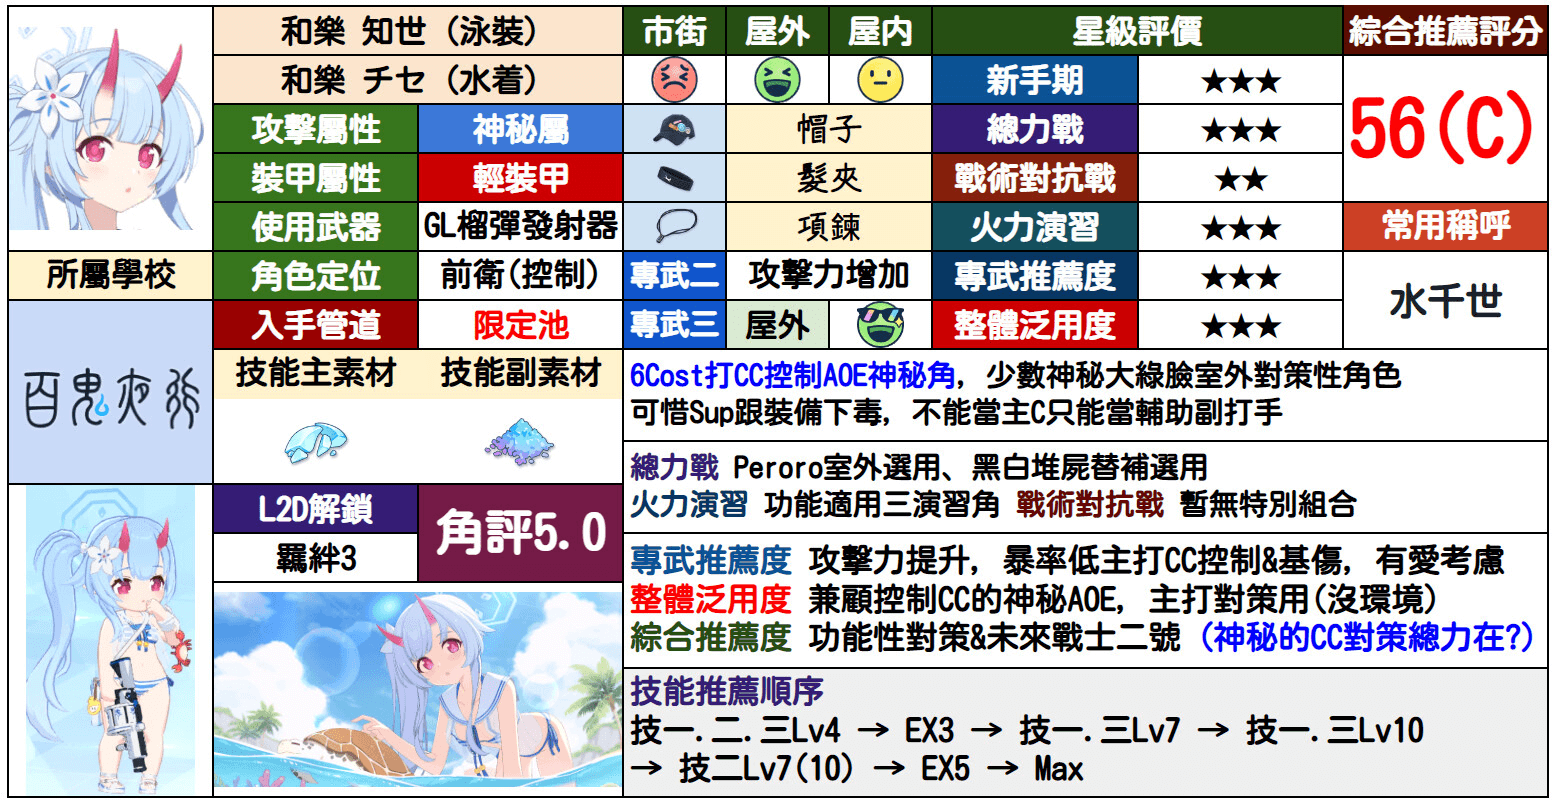 和樂 知世 (泳裝)
和樂 チセ (水着)
市街 屋外 屋内
星級評價
綜合推薦評分
新手期 ★★★
56(C)
攻擊屬性 神秘屬
帽子
總力戰 ★★★
裝甲屬性 輕裝甲
髮夾
戰術對抗戰 ★★
使用武器 GL榴彈發射器
項鍊
火力演習 ★★★
常用稱呼
所屬學校
角色定位 前衛(控制)
專武二 攻擊力增加
專武推薦度 ★★★
水千世
入手管道 限定池
專武三 屋外
整體泛用度 ★★★
百鬼夜行
技能主素材 技能副素材
6Cost打CC控制AOE神秘角, 少數神秘大綠臉室外對策性角色
可惜Sup跟裝備下毒, 不能當主C只能當輔助副打手
總力戰 Peroro室外選用、黑白堆屍替補選用
火力演習 功能適用三演習角 戰術對抗戰 暫無特別組合
L2D解鎖
羈絆3
角評5.0
專武推薦度 攻擊力提升, 暴率低主打CC控制&基傷, 有愛考慮
整體泛用度 兼顧控制CC的神秘AOE, 主打對策用(沒環境)
綜合推薦度 功能性對策&未來戰士二號 (神秘的CC對策總力在?)
技能推薦順序
技一.二.三Lv4 → EX3 → 技一.三Lv7 → 技一.三Lv10
→ 技二Lv7(10) → EX5 → Max